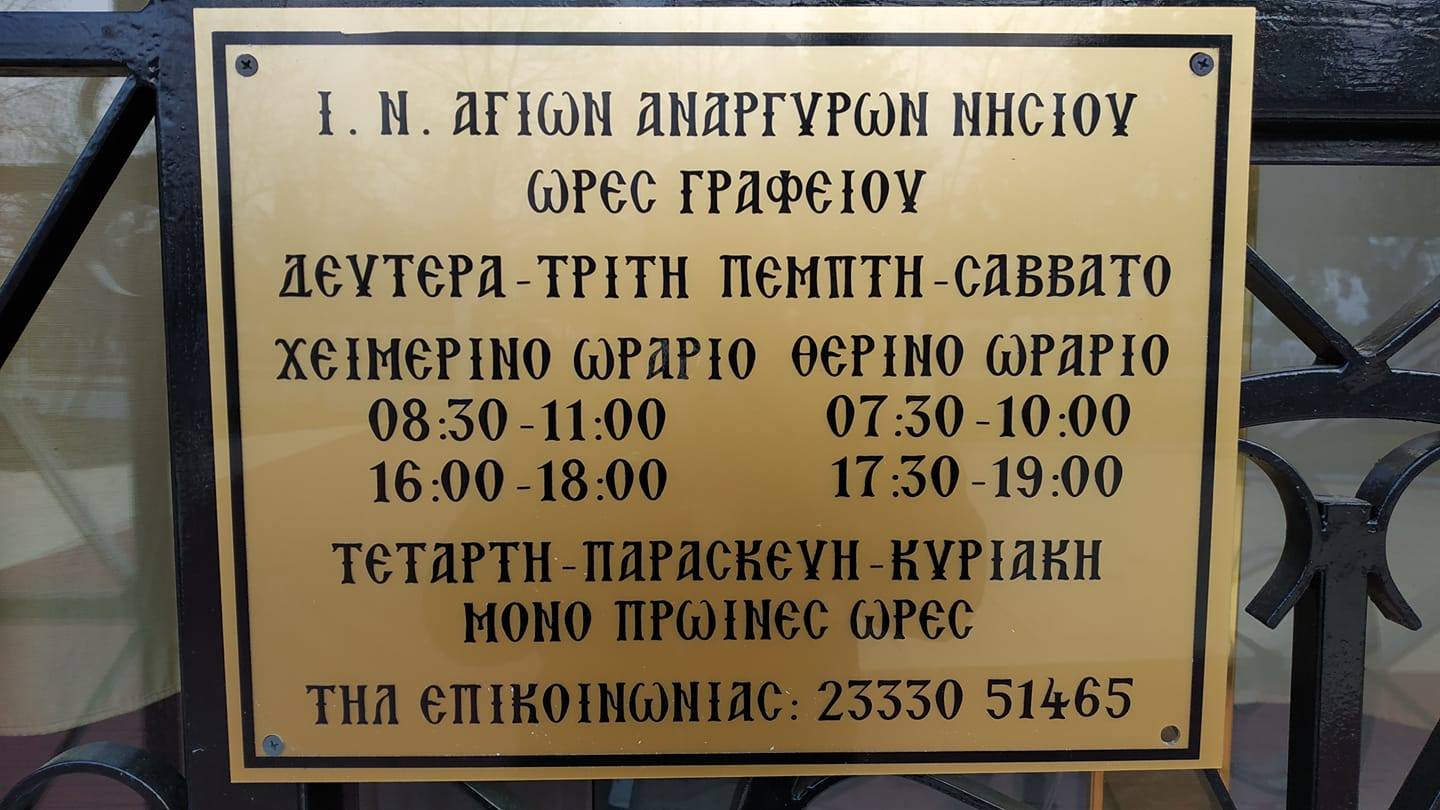 Ι. Ν. ΑΓΙΩΝ ΑΝΑΡΓΥΡΩΝ ΝΗΣΙΟΥ
ΩΡΕΣ ΓΡΑΦΕΙΟΥ
ΔΕΥΤΕΡΑ-ΤΡΙΤΗ ΠΕΜΠΤΗ-ΣΑΒΒΑΤΟ
ΧΕΙΜΕΡΙΝΟ ΩΡΑΡΙΟ ΘΕΡΙΝΟ ΩΡΑΡΙΟ
08:30-11:00 07:30-10:00
16:00-18:00 17:30-19:00
ΤΕΤΑΡΤΗ-ΠΑΡΑΣΚΕΥΗ-ΚΥΡΙΑΚΗ
ΜΟΝΟ ΠΡΩΙΝΕΣ ΩΡΕΣ
ΤΗΛ ΕΠΙΚΟΙΝΩΝΙΑΣ: 23330 51465